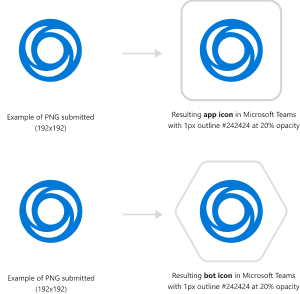 Example of PNG submitted
(192x192)
Resulting app icon in Microsoft Teams
with 1px outline #242424 at 20% opacity
Example of PNG submitted
(192x192)
Resulting bot icon in Microsoft Teams
with 1px outline #242424 at 20% opacity